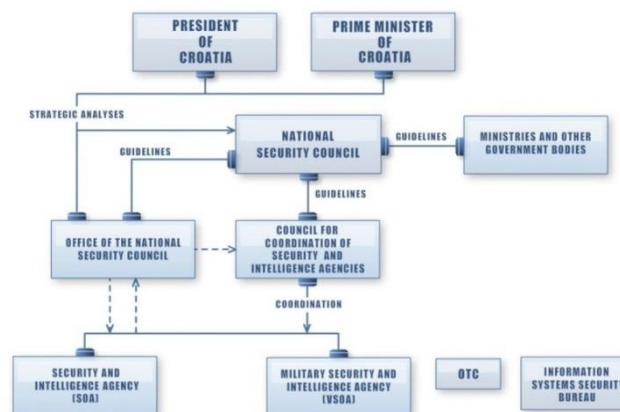 PRESIDENT
OF
CROATIA
PRIME MINISTER
OF
CROATIA
STRATEGIC ANALYSES
NATIONAL
SECURITY COUNCIL
GUIDELINES
MINISTRIES AND OTHER
GOVERNMENT BODIES
GUIDELINES
GUIDELINES
OFFICE OF THE NATIONAL
SECURITY COUNCIL
COUNCIL FOR
COORDINATION OF
SECURITY AND
INTELLIGENCE AGENCIES
COORDINATION
SECURITY AND
INTELLIGENCE AGENCY
(SOA)
MILITARY SECURITY AND
INTELLIGENCE AGENCY
(VSOA)
OTC
INFORMATION
SYSTEMS SECURITY
BUREAU